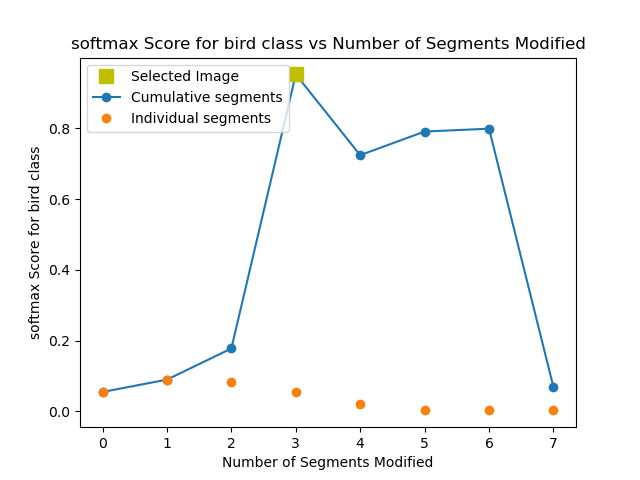 softmax Score for bird class vs Number of Segments Modified
Selected Image
Cumulative segments
Individual segments
softmax Score for bird class
0.8
0.6
0.4
0.2
0.0
0 1 2 3 4 5 6 7
Number of Segments Modified